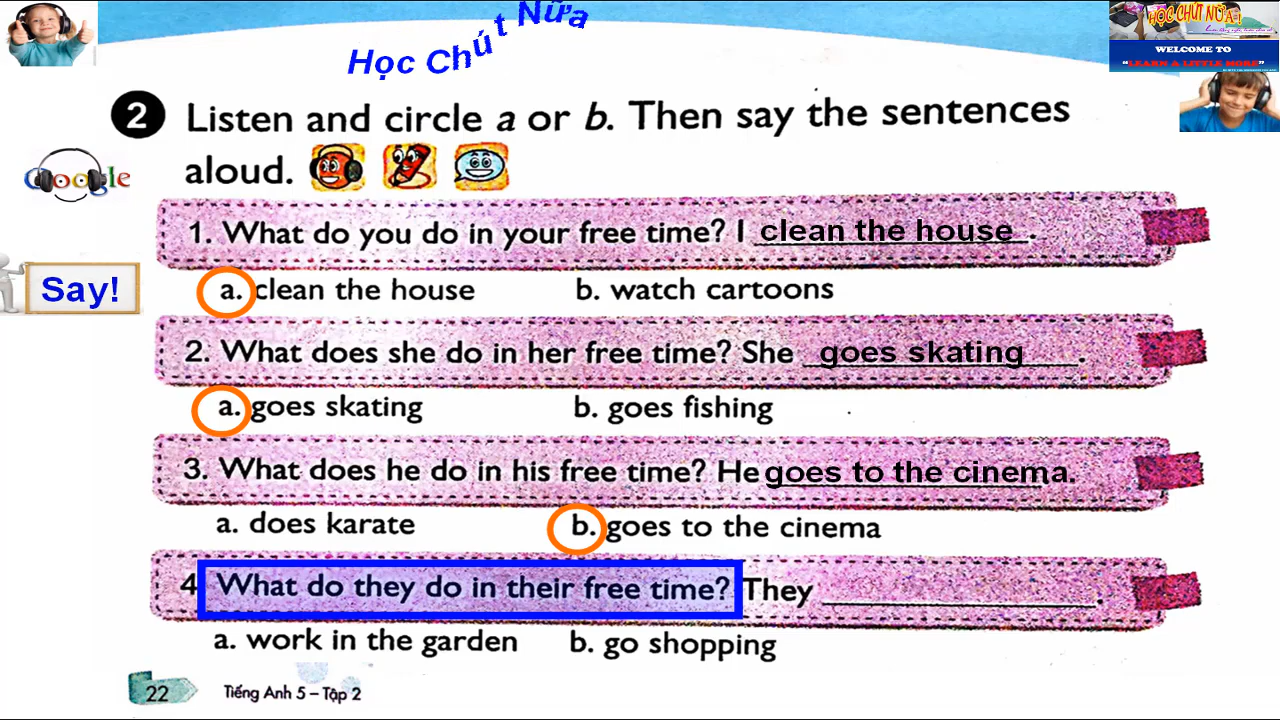 Học Chút Nữa
HỌC CHÚT NỮA!
WELCOME TO
"LEARN A LITTLE MORE"
2 Listen and circle a or b. Then say the sentences
aloud.
Google
1. What do you do in your free time? I clean the house.
Say!
a. clean the house b. watch cartoons
2. What does she do in her free time? She goes skating.
a. goes skating b. goes fishing
3. What does he do in his free time? He goes to the cinema.
a. does karate b. goes to the cinema
4 What do they do in their free time? They ____________.
a. work in the garden b. go shopping
22 Tiếng Anh 5 – Tập 2